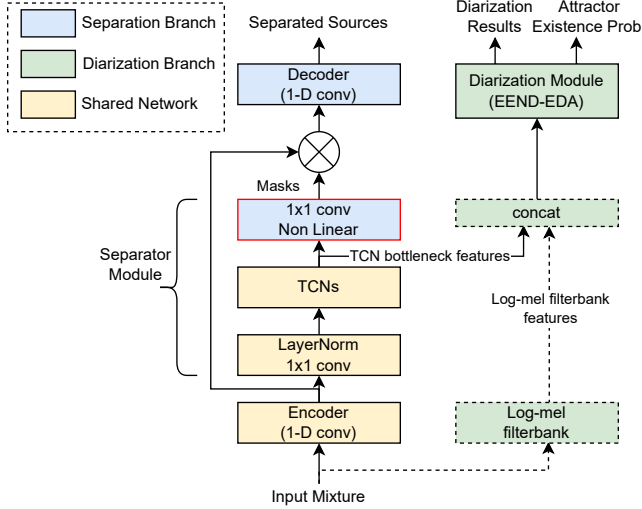 Separation Branch
Diarization Branch
Shared Network
Separated Sources
Decoder
(1-D conv)
Masks
1x1 conv
Non Linear
Separator
Module
TCN bottleneck features
TCNs
LayerNorm
1x1 conv
Encoder
(1-D conv)
Input Mixture
Diarization
Results
Attractor
Existence Prob
Diarization Module
(EEND-EDA)
concat
Log-mel filterbank
features
Log-mel
filterbank